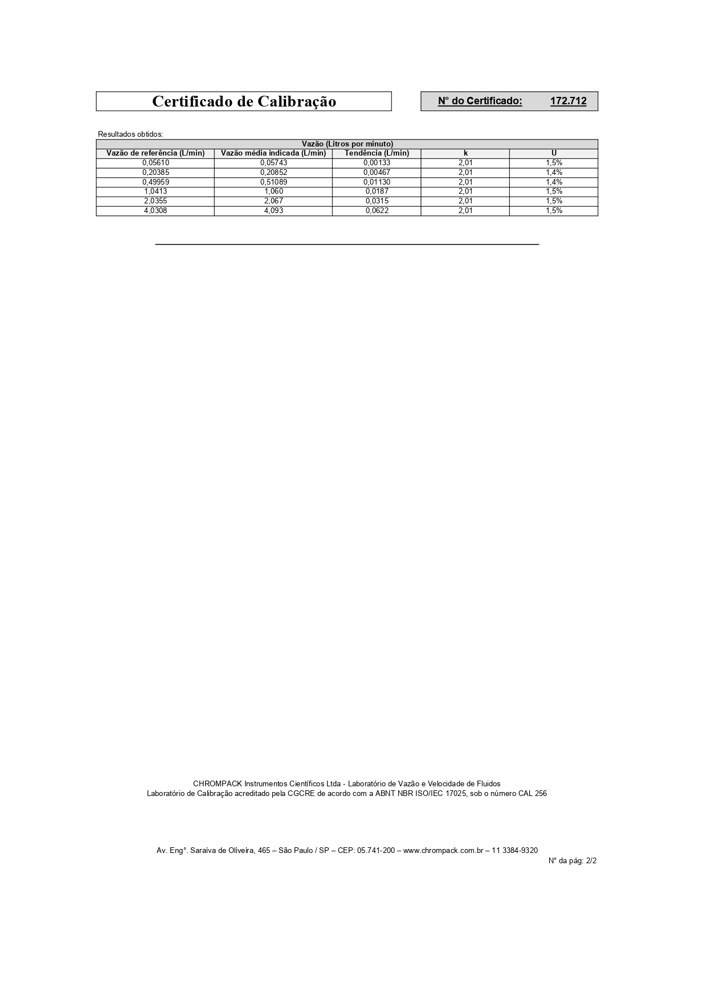 Certificado de Calibração
N° do Certificado: 172.712
Resultados obtidos:
Vazão (Litros por minuto)
Vazão de referência (L/min) Vazão média indicada (L/min) Tendência (L/min) k U
0,05610 0,05743 0,00133 2,01 1,5%
0,20385 0,20852 0,00467 2,01 1,4%
0,49959 0,51089 0,01130 2,01 1,4%
1,0413 1,060 0,0187 2,01 1,5%
2,0355 2,067 0,0315 2,01 1,5%
4,0308 4,093 0,0622 2,01 1,5%
CHROMPACK Instrumentos Científicos Ltda - Laboratório de Vazão e Velocidade de Fluidos
Laboratório de Calibração acreditado pela CGCRE de acordo com a ABNT NBR ISO/IEC 17025, sob o número CAL 256
Av. Eng°. Saraiva de Oliveira, 465 – São Paulo / SP – CEP: 05.741-200 – www.chrompack.com.br – 11 3384-9320
N° da pág: 2/2